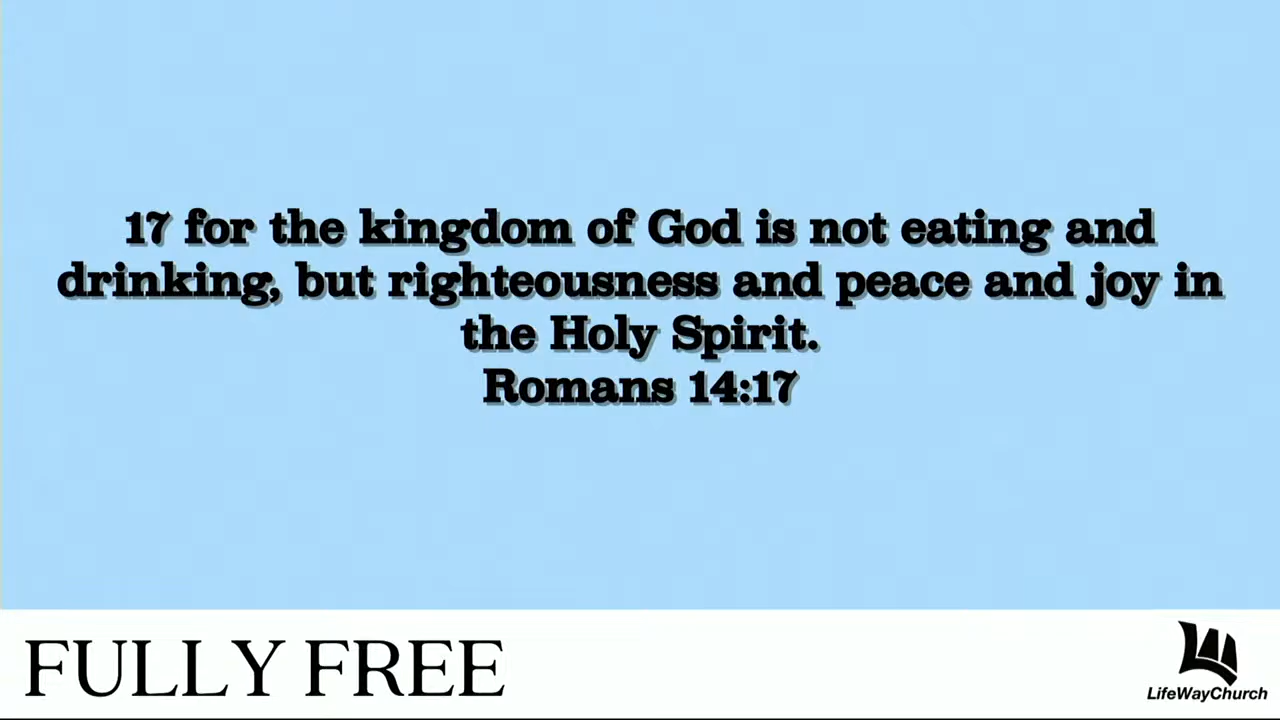 17 for the kingdom of God is not eating and
drinking, but righteousness and peace and joy in
the Holy Spirit.
Romans 14:17
FULLY FREE
LifeWayChurch